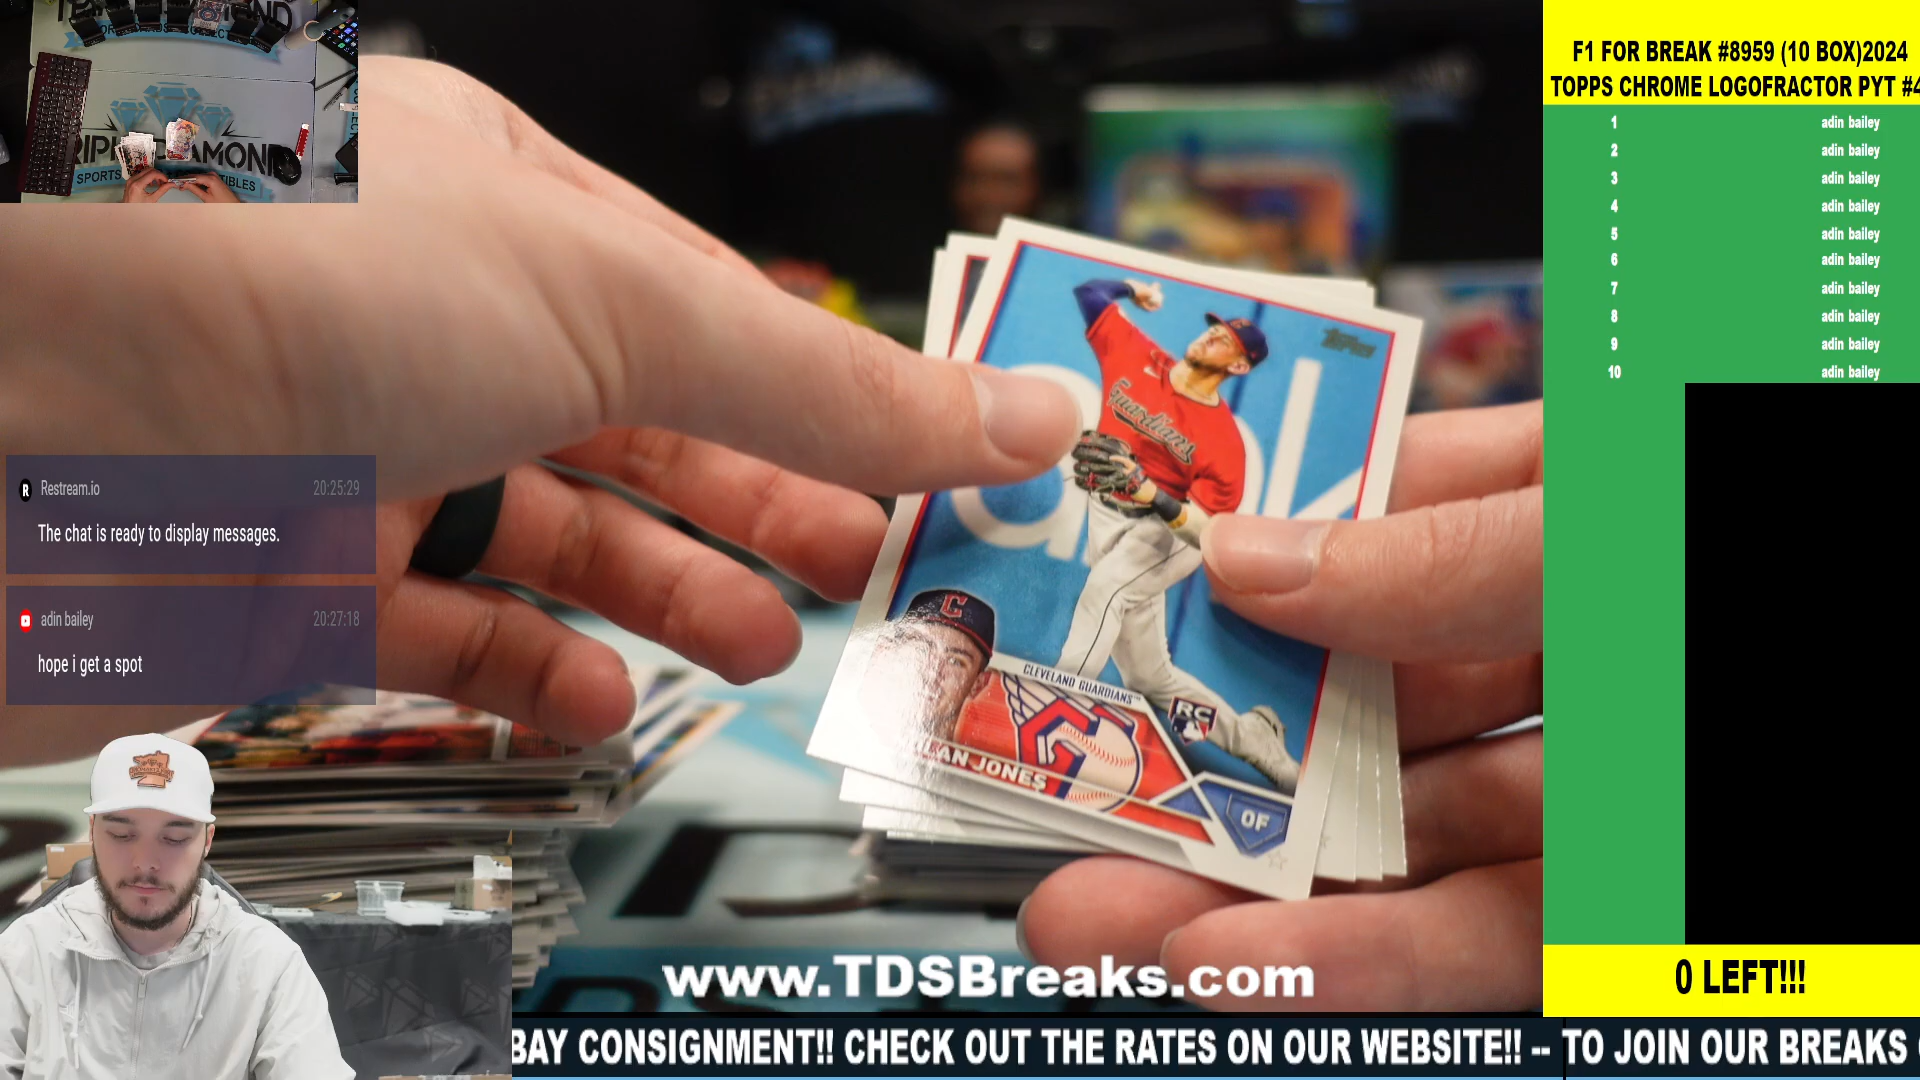 F1 FOR BREAK #8959 (10 BOX)2024
TOPPS CHROME LOGOFRACTOR PYT #4
1 adin bailey
2 adin bailey
3 adin bailey
4 adin bailey
5 adin bailey
6 adin bailey
7 adin bailey
8 adin bailey
9 adin bailey
10 adin bailey
0 LEFT!!!
Restream.io 20:25:29
The chat is ready to display messages.
adin bailey 20:27:18
hope i get a spot
TOPPS
Guardians
C
CLEVELAND GUARDIANS™
RC
JONES
OF
www.TDSBreaks.com
BAY CONSIGNMENT!! CHECK OUT THE RATES ON OUR WEBSITE!! -- TO JOIN OUR BREAKS